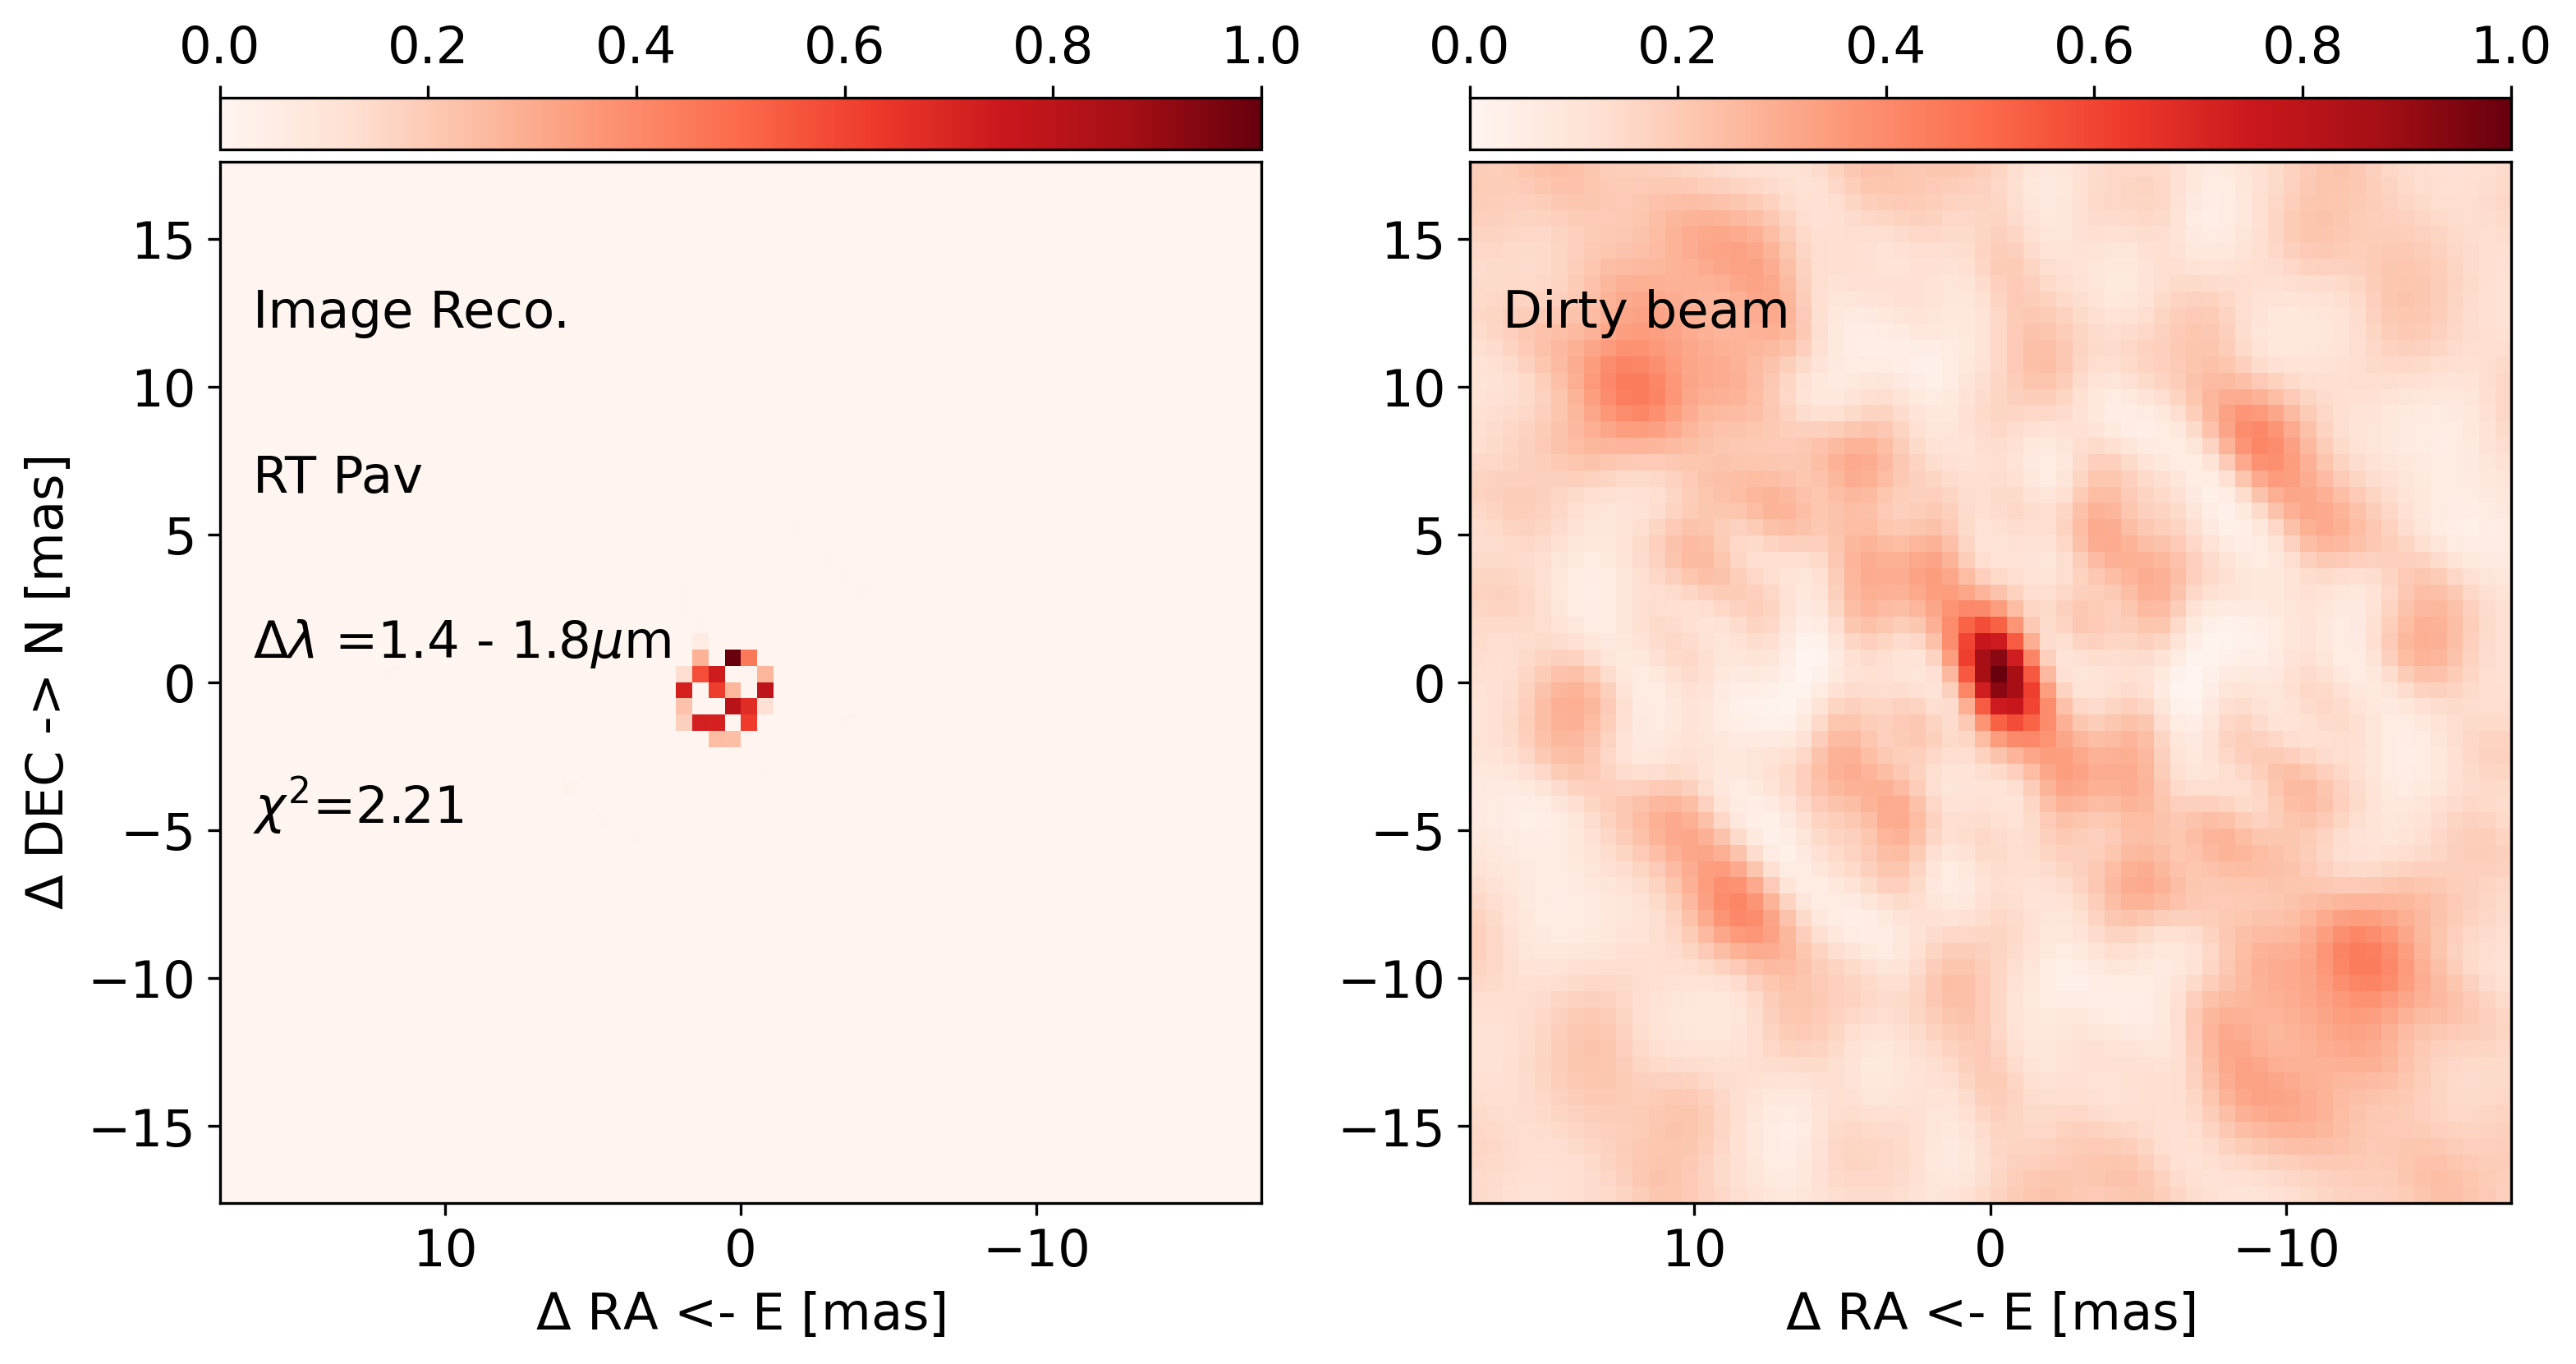 0.0 0.2 0.4 0.6 0.8 1.0
0.0 0.2 0.4 0.6 0.8 1.0
Image Reco.
RT Pav
Δλ =1.4 - 1.8μm
χ²=2.21
15
10
5
0
−5
−10
−15
Δ DEC -> N [mas]
10 0 −10
Δ RA <- E [mas]
Dirty beam
15
10
5
0
−5
−10
−15
10 0 −10
Δ RA <- E [mas]